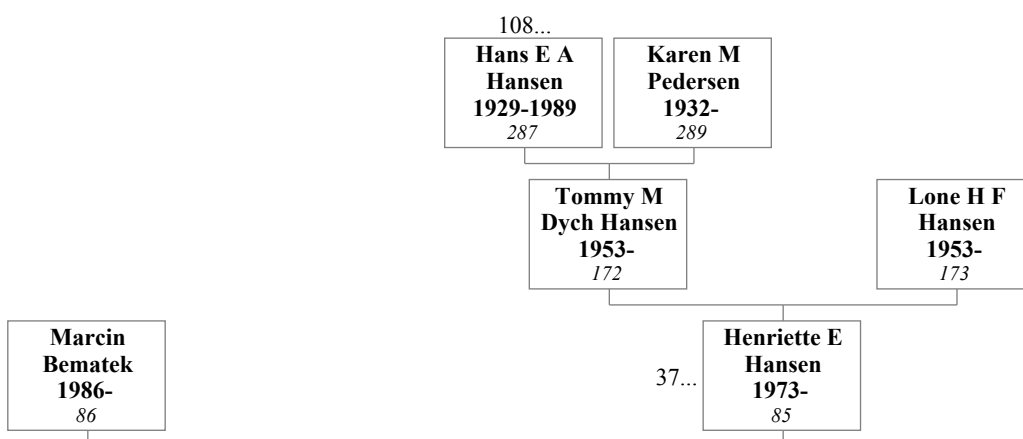 108...
Hans E A
Hansen
1929-1989
287
Karen M
Pedersen
1932-
289
Tommy M
Dych Hansen
1953-
172
Lone H F
Hansen
1953-
173
Marcin
Bematek
1986-
86
37...
Henriette E
Hansen
1973-
85